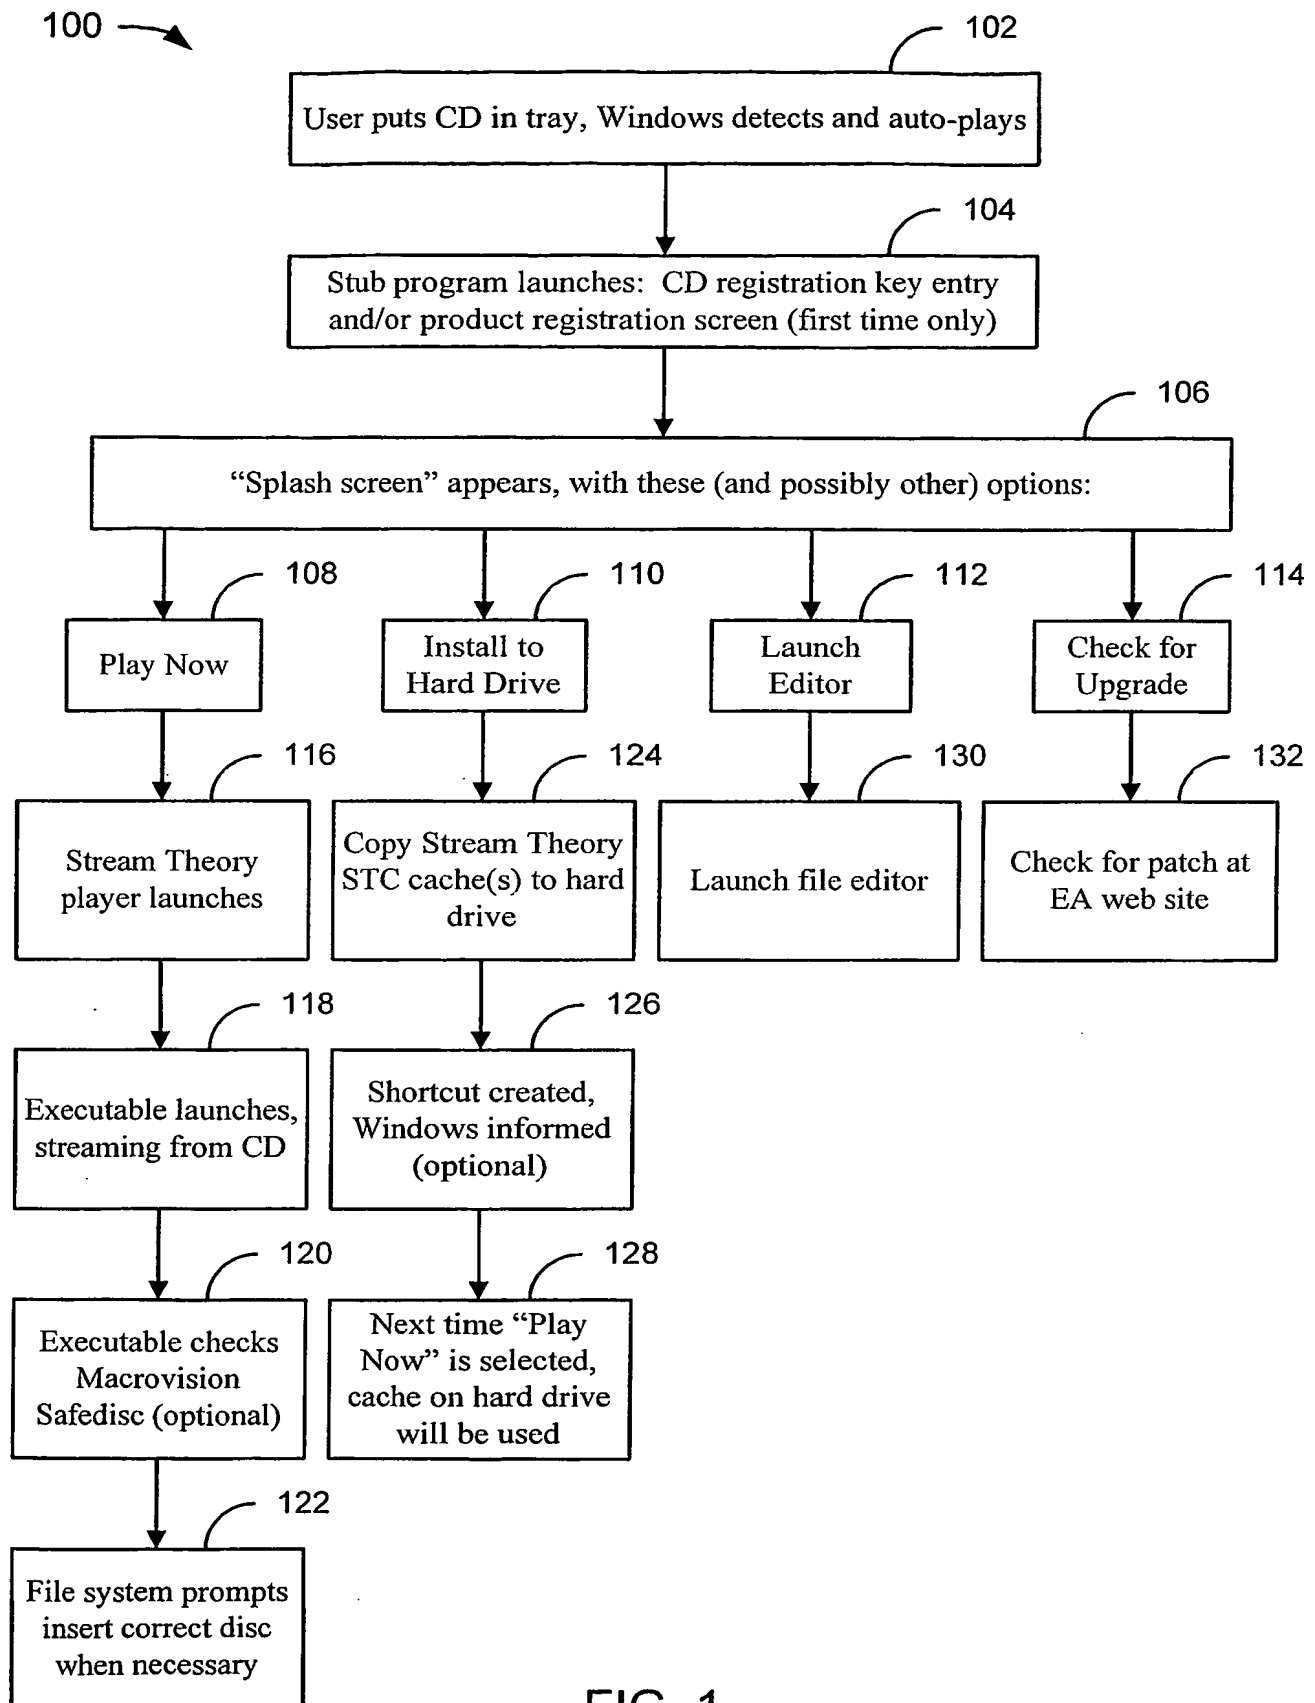 100
102
User puts CD in tray, Windows detects and auto-plays
104
Stub program launches: CD registration key entry
and/or product registration screen (first time only)
106
“Splash screen” appears, with these (and possibly other) options:
108
110
112
114
Play Now
Install to
Hard Drive
Launch
Editor
Check for
Upgrade
116
124
130
132
Stream Theory
player launches
Copy Stream Theory
STC cache(s) to hard
drive
Launch file editor
Check for patch at
EA web site
118
126
Executable launches,
streaming from CD
Shortcut created,
Windows informed
(optional)
120
128
Executable checks
Macrovision
Safedisc (optional)
Next time “Play
Now” is selected,
cache on hard drive
will be used
122
File system prompts
insert correct disc
when necessary
FIG. 1